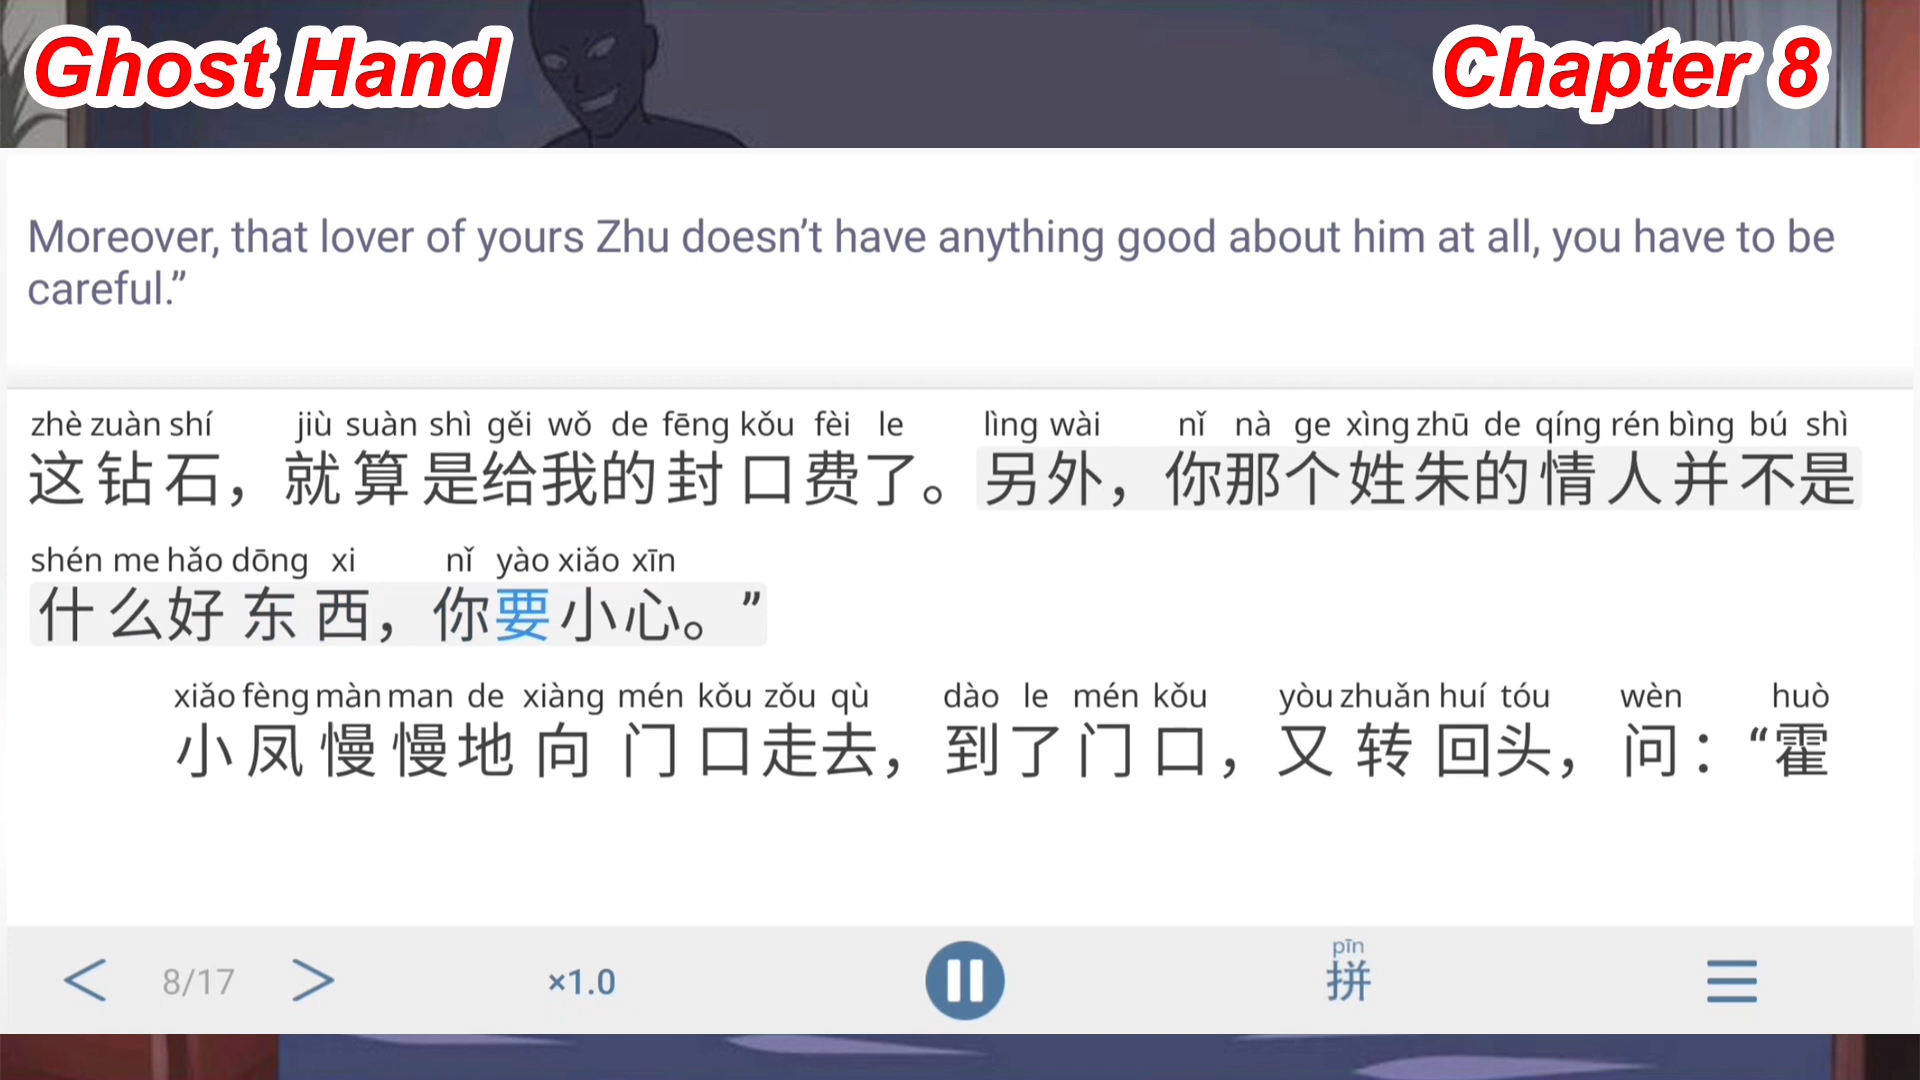 Ghost Hand
Chapter 8
Moreover, that lover of yours Zhu doesn’t have anything good about him at all, you have to be
careful.”
zhè zuàn shí jiù suàn shì gěi wǒ de fēng kǒu fèi le lìng wài nǐ nà ge xìng zhū de qíng rén bìng bú shì
这钻石，就算是给我的封口费了。另外，你那个姓朱的情人并不是
shén me hǎo dōng xi nǐ yào xiǎo xīn
什么好东西，你要小心。”
xiǎo fèng màn man de xiàng mén kǒu zǒu qù dào le mén kǒu yòu zhuǎn huí tóu wèn huò
小凤慢慢地向门口走去，到了门口，又转回头，问：“霍
8/17
×1.0
pīn
拼